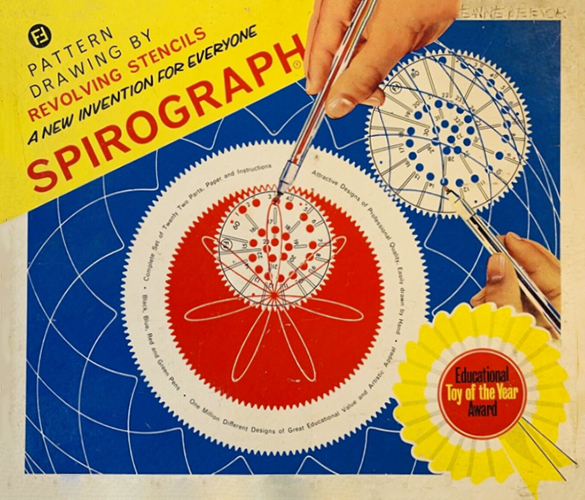 PATTERN
DRAWING BY
REVOLVING STENCILS
A NEW INVENTION FOR EVERYONE
SPIROGRAPH
Complete Set of Twenty Two Parts, Paper and Instructions
Attractive Designs of Professional Quality, Easily drawn by Hand
One Million Different Designs of Great Educational Value and Artistic Appeal
Black, Blue, Red and Green Pens
Educational
Toy of the Year
Award